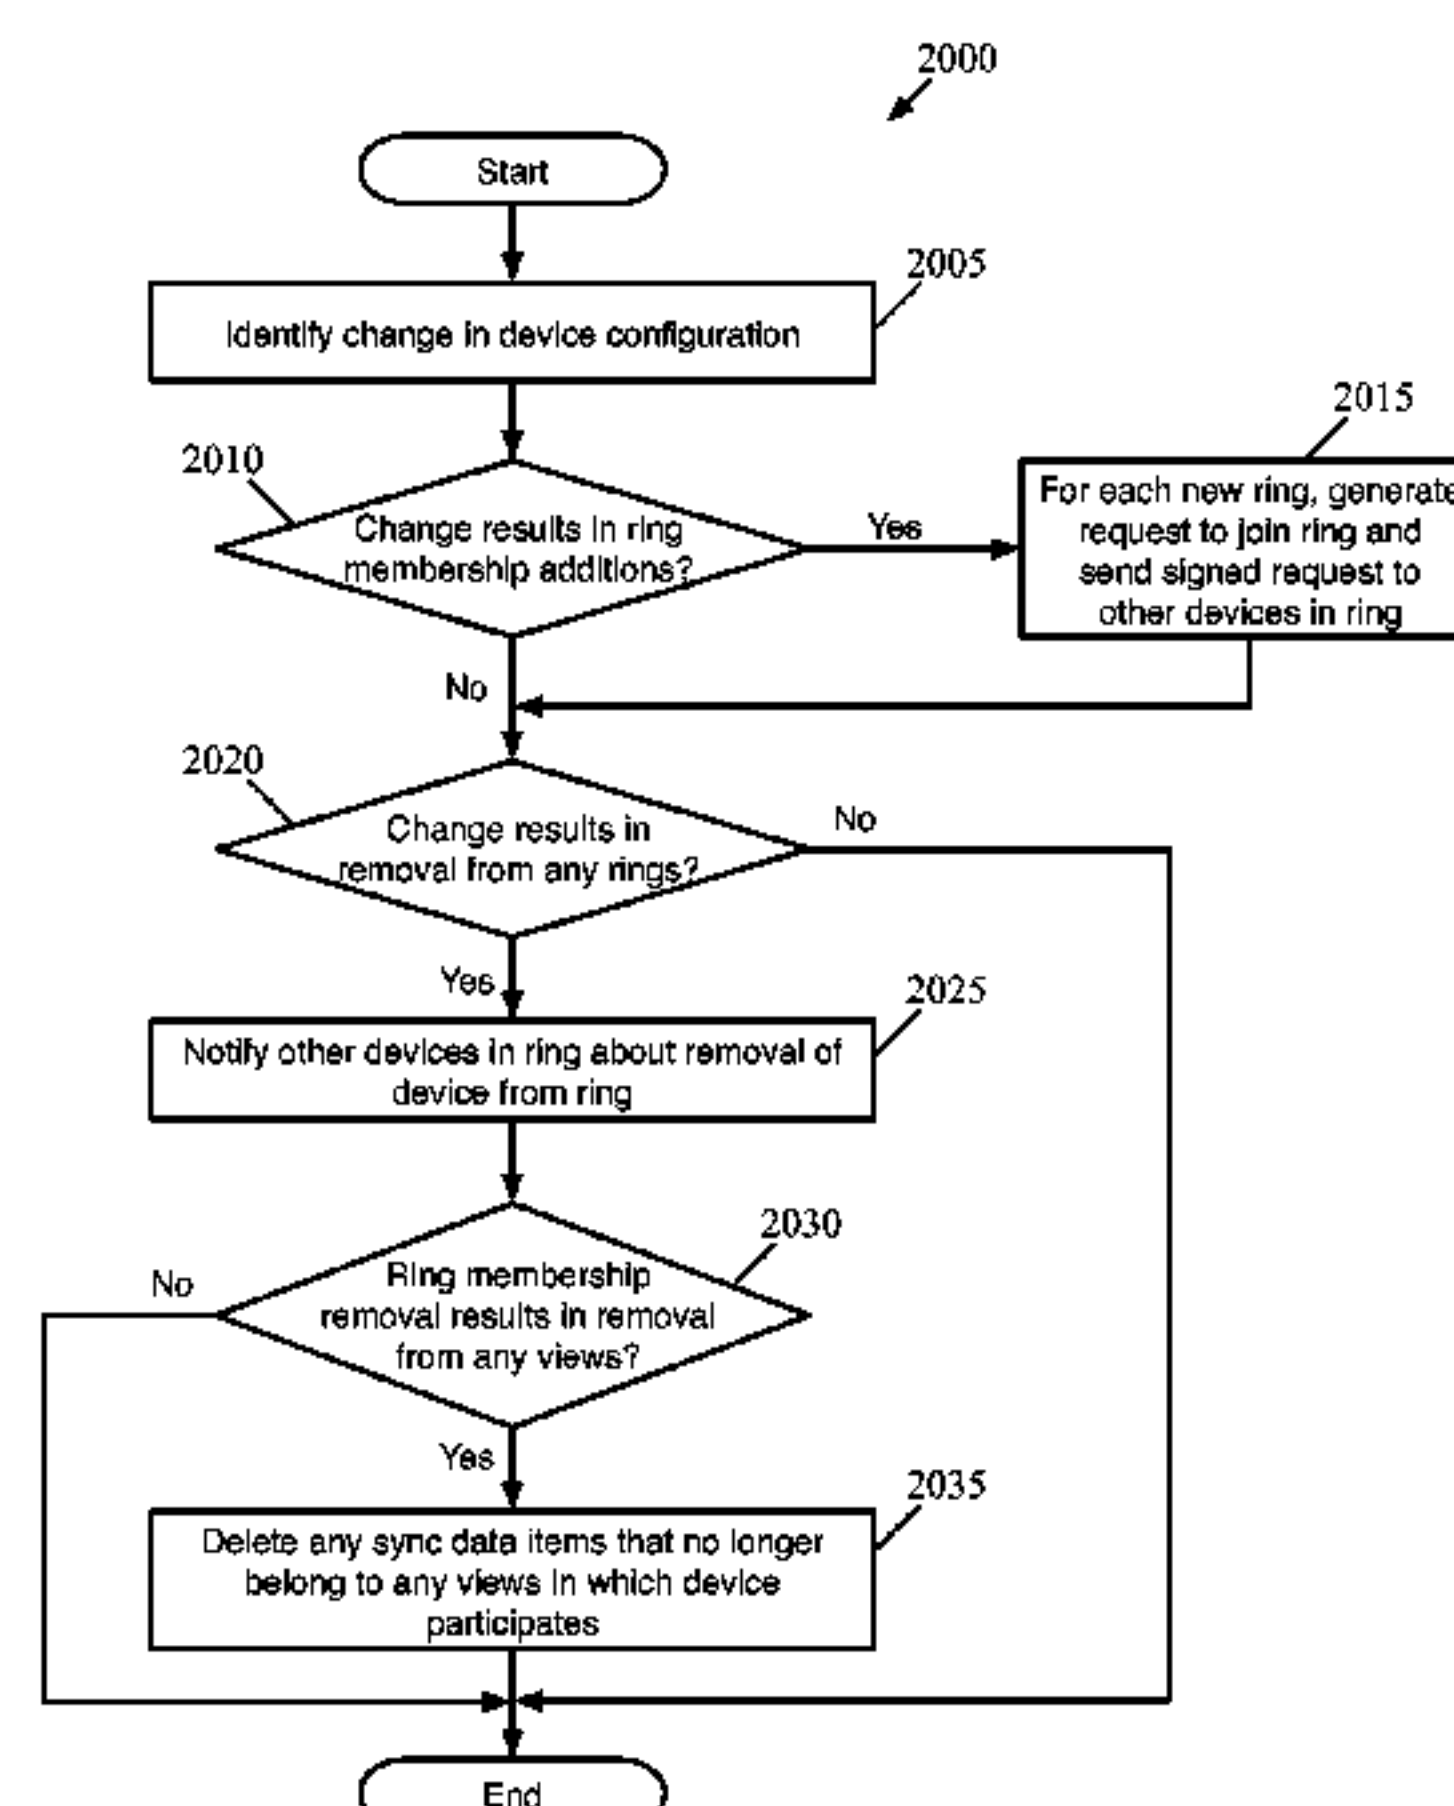 2000
Start
2005
Identify change in device configuration
2015
2010
For each new ring, generate
request to join ring and
send signed request to
other devices in ring
Change results in ring
membership additions?
Yes
No
2020
Change results in
removal from any rings?
No
Yes
2025
Notify other devices in ring about removal of
device from ring
2030
No
Ring membership
removal results in removal
from any views?
Yes
2035
Delete any sync data items that no longer
belong to any views in which device
participates
End